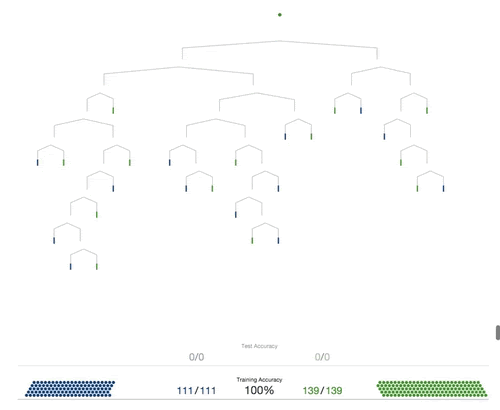 Test Accuracy
0/0 0/0
Training Accuracy
111/111 100% 139/139